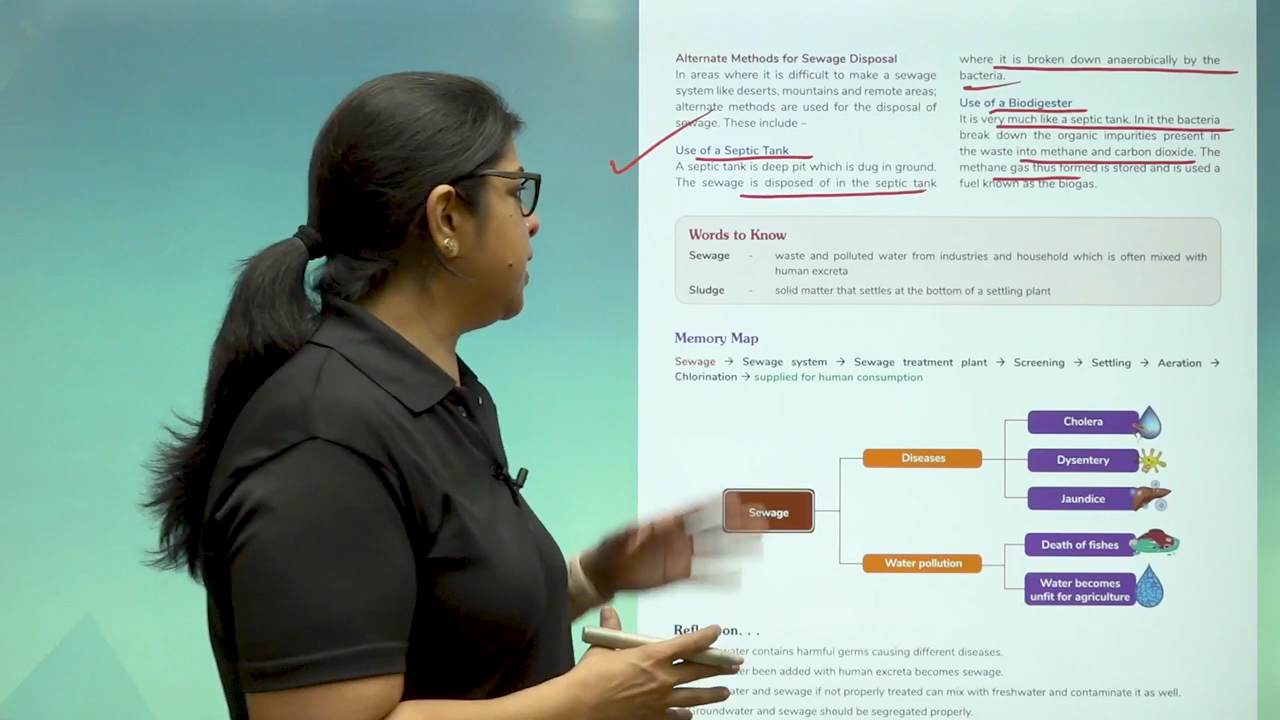 Alternate Methods for Sewage Disposal
In areas where it is difficult to make a sewage
system like deserts, mountains and remote areas;
alternate methods are used for the disposal of
sewage. These include –
Use of a Septic Tank
A septic tank is deep pit which is dug in ground.
The sewage is disposed of in the septic tank
where it is broken down anaerobically by the
bacteria.
Use of a Biodigester
It is very much like a septic tank. In it the bacteria
break down the organic impurities present in
the waste into methane and carbon dioxide. The
methane gas thus formed is stored and is used a
fuel known as the biogas.
Words to Know
Sewage - waste and polluted water from industries and household which is often mixed with
human excreta
Sludge - solid matter that settles at the bottom of a settling plant
Memory Map
Sewage → Sewage system → Sewage treatment plant → Screening → Settling → Aeration →
Chlorination → supplied for human consumption
Sewage
Diseases
Cholera
Dysentery
Jaundice
Water pollution
Death of fishes
Water becomes
unfit for agriculture
contains harmful germs causing different diseases.
been added with human excreta becomes sewage.
and sewage if not properly treated can mix with freshwater and contaminate it as well.
Groundwater and sewage should be segregated properly.